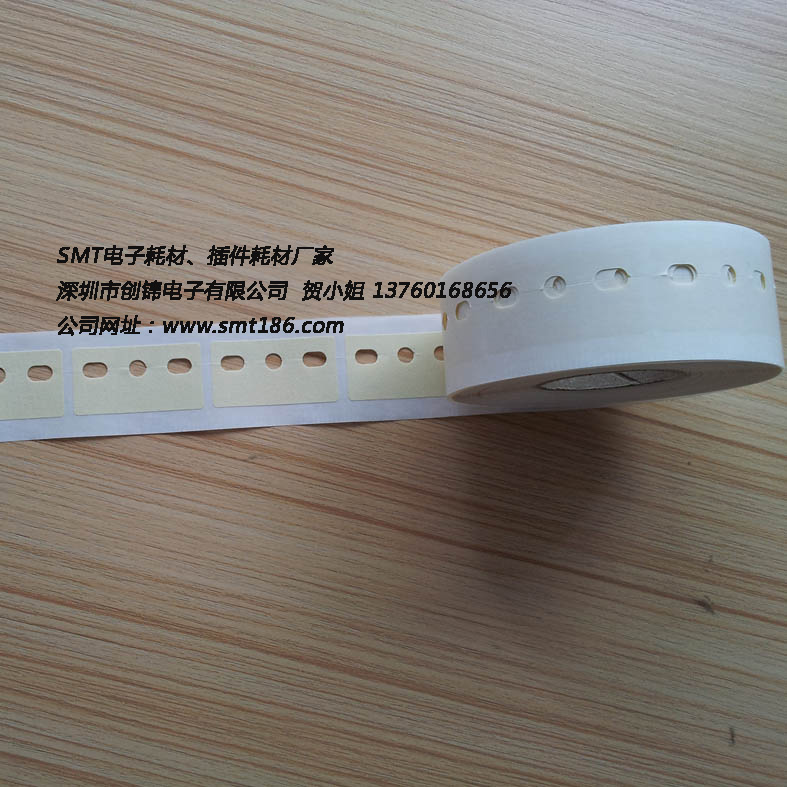 SMT电子耗材、插件耗材厂家
深圳市创锦电子有限公司 贺小姐 13760168656
公司网址：www.smt186.com